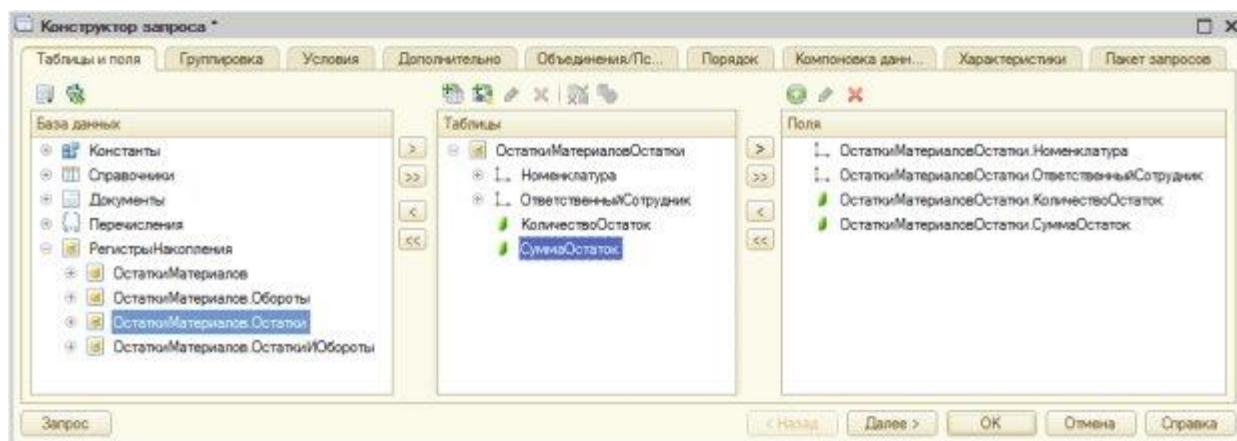 Конструктор запроса *
Таблицы и поля
Группировка
Условия
Дополнительно
Объединения/Пс...
Порядок
Компоновка данн...
Характеристики
Пакет запросов
База данных
Константы
Справочники
Документы
Перечисления
РегистрыНакопления
ОстаткиМатериалов
ОстаткиМатериалов.Обороты
ОстаткиМатериалов.Остатки
ОстаткиМатериалов.ОстаткиИОбороты
>
>>
<
<<
Таблицы
ОстаткиМатериаловОстатки
Номенклатура
ОтветственныйСотрудник
КоличествоОстаток
СуммаОстаток
>
>>
<
<<
Поля
ОстаткиМатериаловОстатки.Номенклатура
ОстаткиМатериаловОстатки.ОтветственныйСотрудник
ОстаткиМатериаловОстатки.КоличествоОстаток
ОстаткиМатериаловОстатки.СуммаОстаток
Запрос
< Назад
Далее >
OK
Отмена
Справка